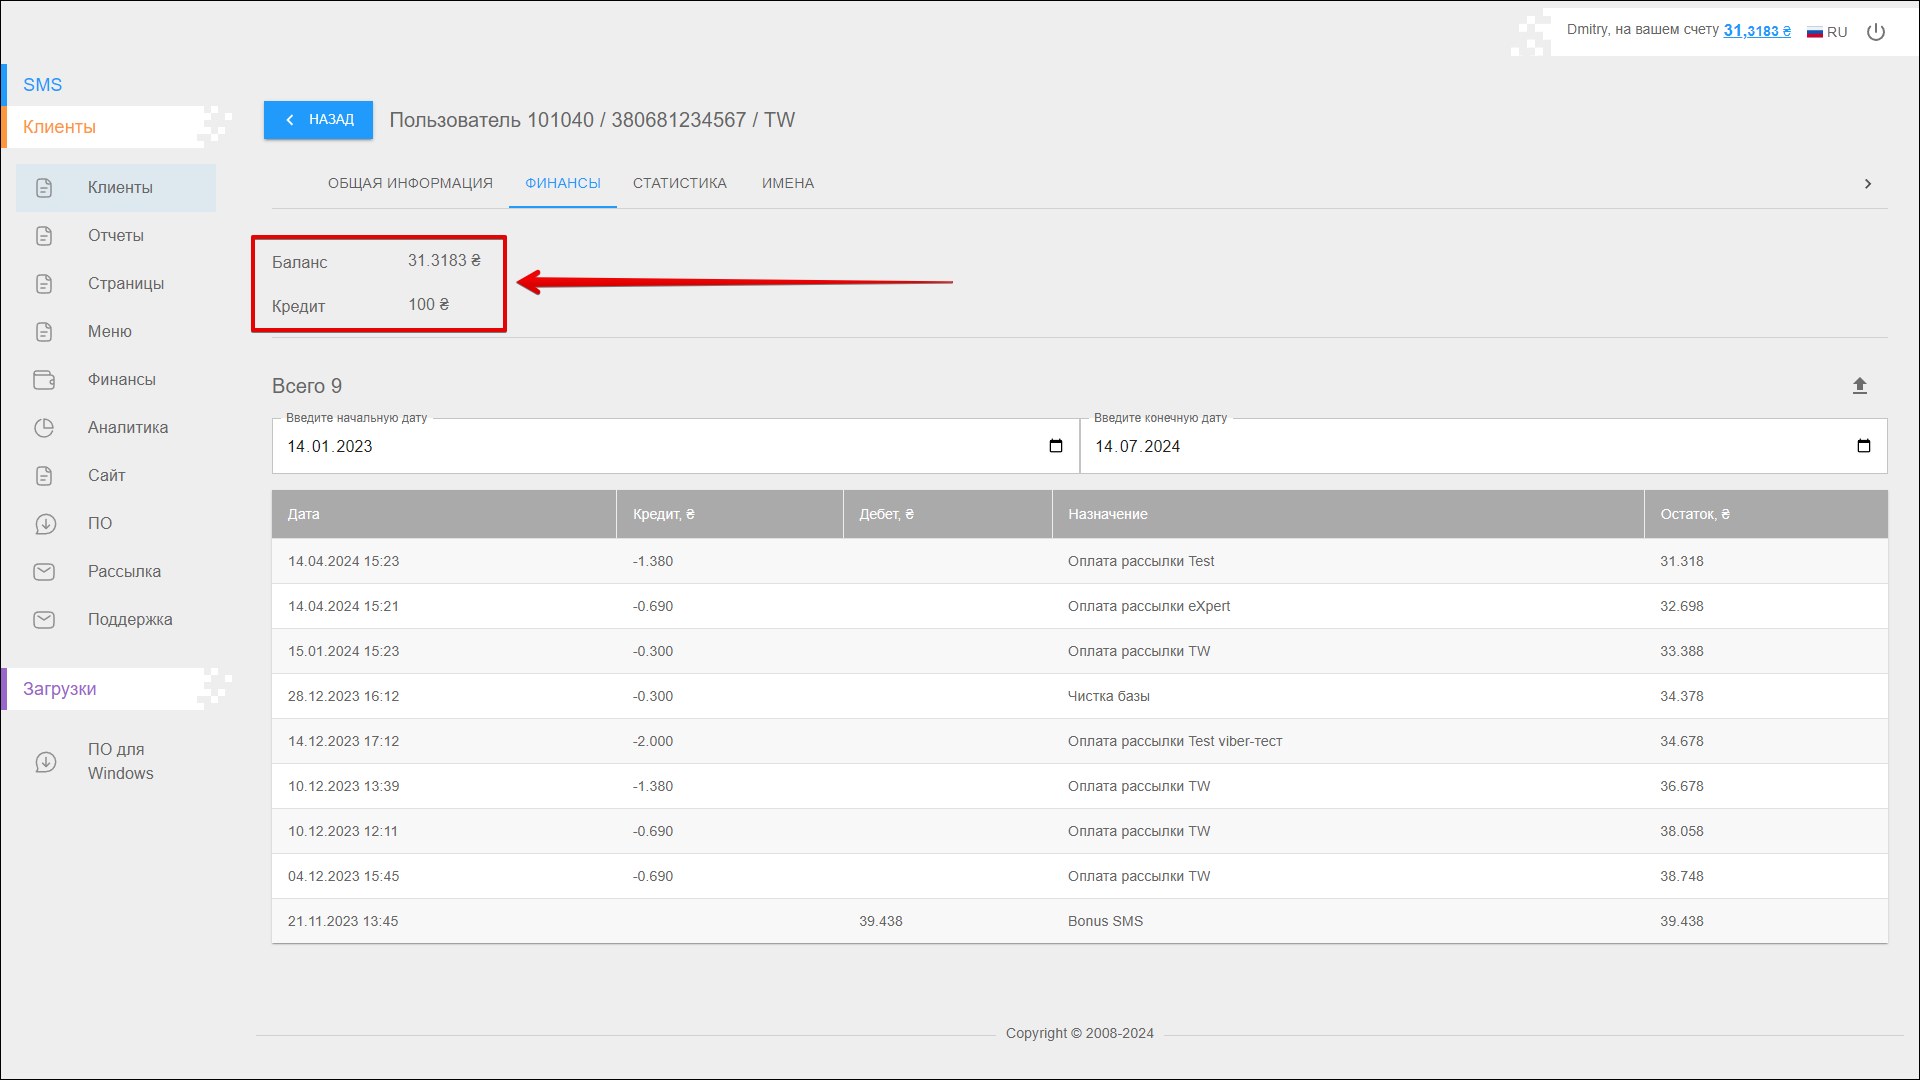 Dmitry, на вашем счету 31,3183 ₴ RU
SMS
Клиенты
Клиенты
Отчеты
Страницы
Меню
Финансы
Аналитика
Сайт
ПО
Рассылка
Поддержка
Загрузки
ПО для
Windows
НАЗАД Пользователь 101040 / 380681234567 / TW
ОБЩАЯ ИНФОРМАЦИЯ ФИНАНСЫ СТАТИСТИКА ИМЕНА
Баланс 31.3183 ₴
Кредит 100 ₴
Всего 9
Введите начальную дату Введите конечную дату
14.01.2023 14.07.2024
Дата Кредит, ₴ Дебет, ₴ Назначение Остаток, ₴
14.04.2024 15:23 -1.380 Оплата рассылки Test 31.318
14.04.2024 15:21 -0.690 Оплата рассылки eXpert 32.698
15.01.2024 15:23 -0.300 Оплата рассылки TW 33.388
28.12.2023 16:12 -0.300 Чистка базы 34.378
14.12.2023 17:12 -2.000 Оплата рассылки Test viber-тест 34.678
10.12.2023 13:39 -1.380 Оплата рассылки TW 36.678
10.12.2023 12:11 -0.690 Оплата рассылки TW 38.058
04.12.2023 15:45 -0.690 Оплата рассылки TW 38.748
21.11.2023 13:45 39.438 Bonus SMS 39.438
Copyright © 2008-2024